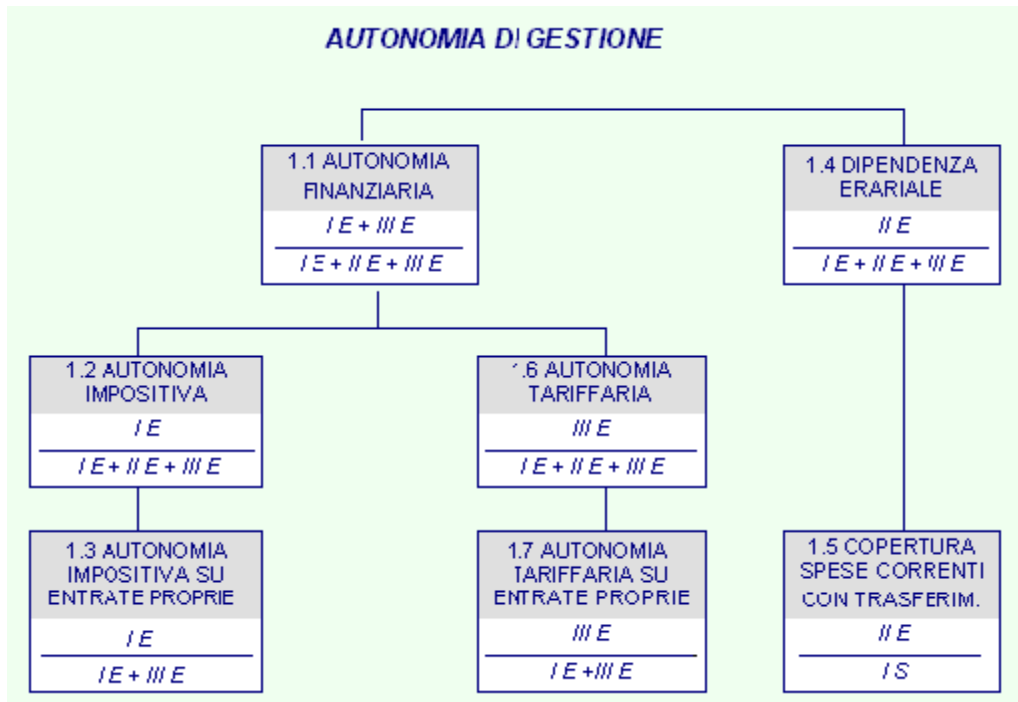 AUTONOMIA DI GESTIONE
1.1 AUTONOMIA
FINANZIARIA
I E + III E
I E + II E + III E
1.4 DIPENDENZA
ERARIALE
II E
I E + II E + III E
1.2 AUTONOMIA
IMPOSITIVA
I E
I E + II E + III E
1.6 AUTONOMIA
TARIFFARIA
III E
I E + II E + III E
1.3 AUTONOMIA
IMPOSITIVA SU
ENTRATE PROPRIE
I E
I E + III E
1.7 AUTONOMIA
TARIFFARIA SU
ENTRATE PROPRIE
III E
I E +III E
1.5 COPERTURA
SPESE CORRENTI
CON TRASFERIM.
II E
I S